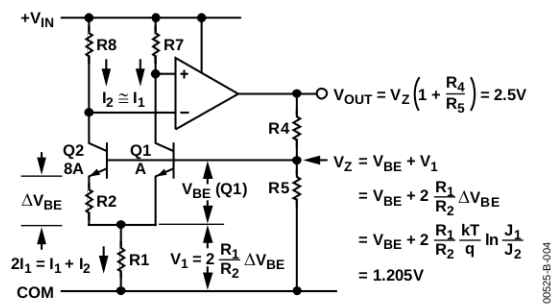 +VIN
R8
R7
I2 ≅ I1
+
−
VOUT = VZ (1 + R4/R5) = 2.5V
R4
Q2
8A
Q1
A
VZ = VBE + V1
ΔVBE
R2
VBE (Q1)
R5
= VBE + 2 R1/R2 ΔVBE
= VBE + 2 R1/R2 kT/q ln J1/J2
= 1.205V
2I1 = I1 + I2
R1
V1 = 2 R1/R2 ΔVBE
COM
00525-B-004